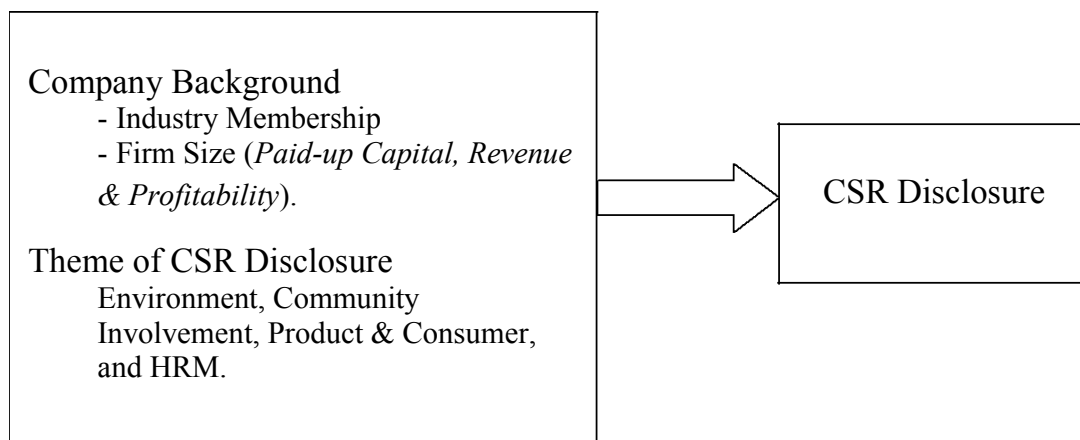 Company Background
- Industry Membership
- Firm Size (Paid-up Capital, Revenue
& Profitability).
Theme of CSR Disclosure
Environment, Community
Involvement, Product & Consumer,
and HRM.
CSR Disclosure